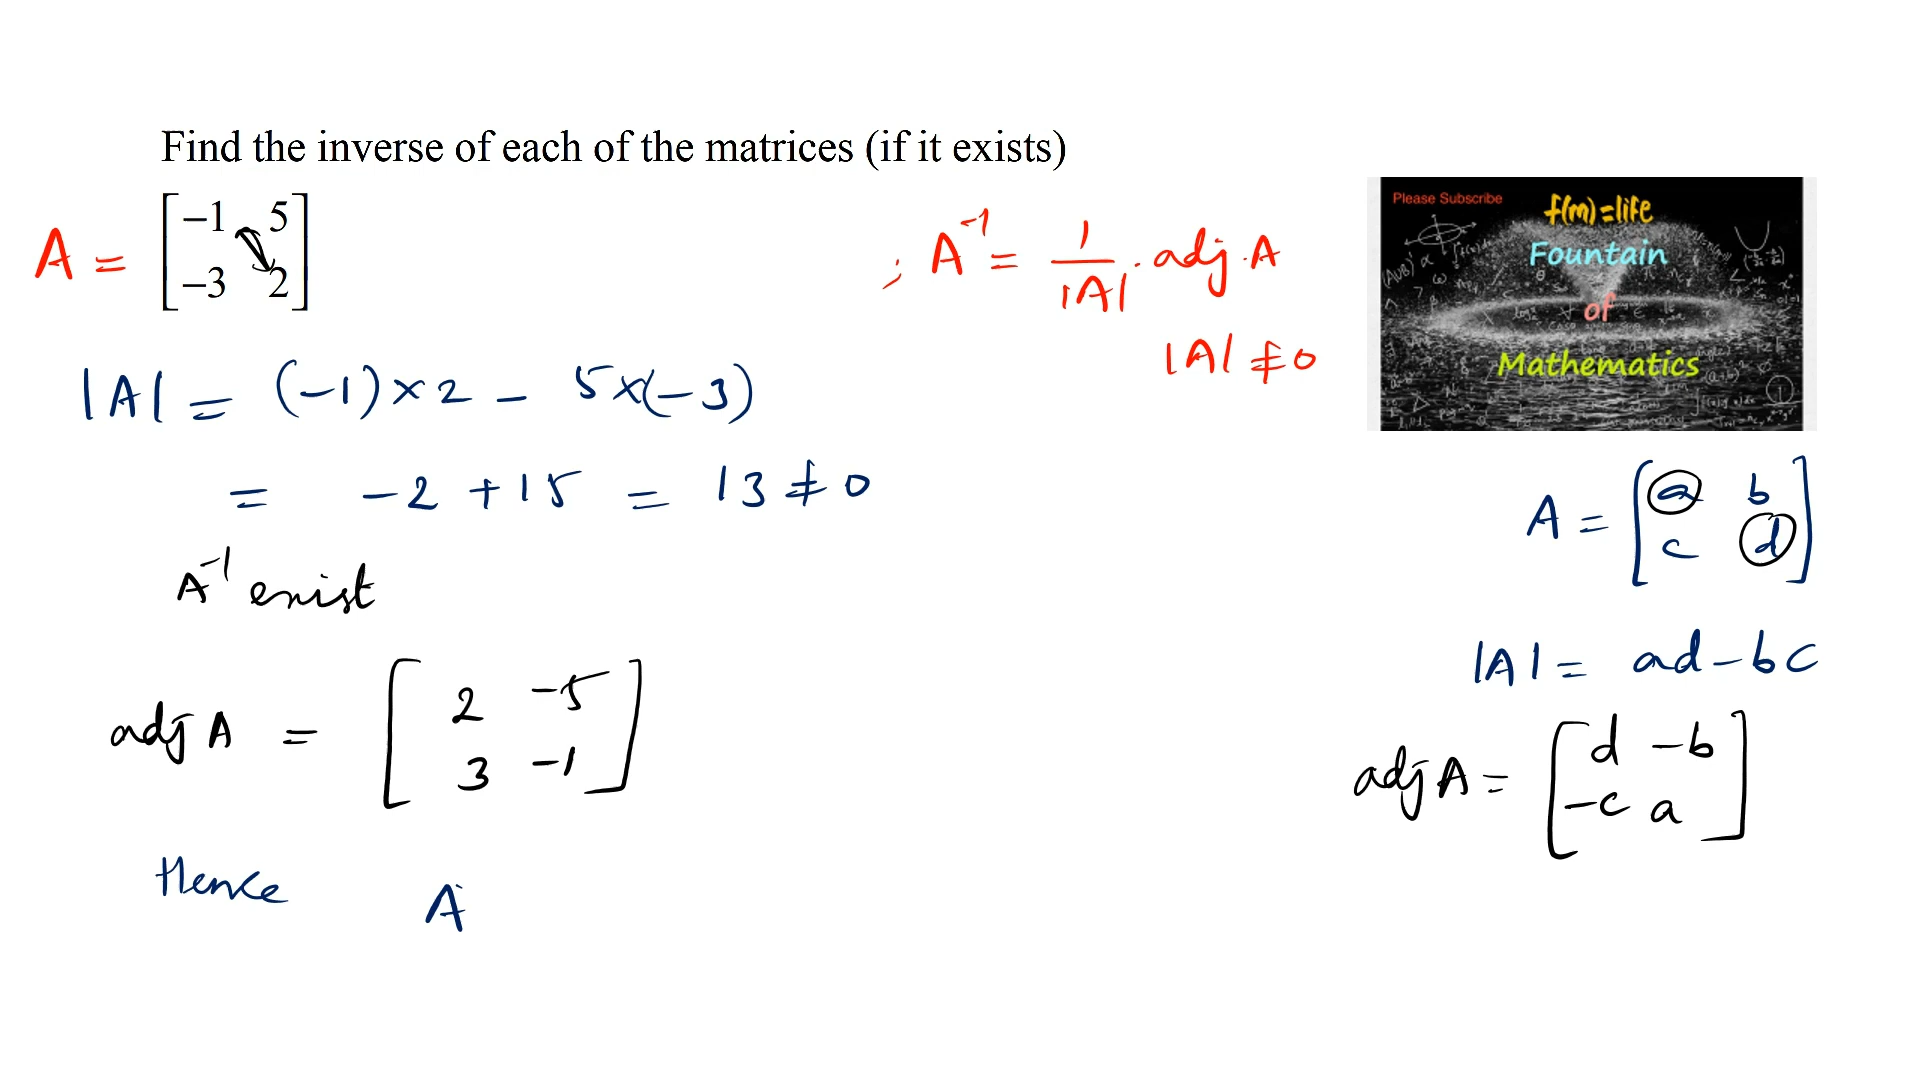 Find the inverse of each of the matrices (if it exists)
A = [−1 5
−3 2]
; A⁻¹ = 1/|A| . adj . A
|A| ≠ 0
Please Subscribe
f(m)=life
Fountain
of
Mathematics
|A| = (−1) × 2 − 5×(−3)
= −2 + 15 = 13 ≠ 0
A⁻¹ exist
adj A = [2 −5
3 −1]
Hence A
A = [a b
c d]
|A| = ad − bc
adj A = [d −b
−c a]